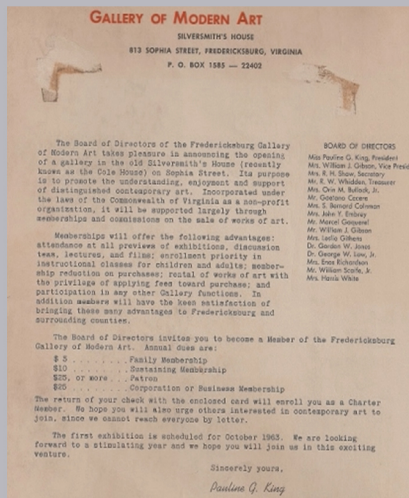 GALLERY OF MODERN ART
SILVERSMITH'S HOUSE
813 SOPHIA STREET, FREDERICKSBURG, VIRGINIA
P. O. BOX 1585 — 22402
The Board of Directors of the Fredericksburg Gallery
of Modern Art takes pleasure in announcing the opening
of a gallery in the old Silversmith's House (recently
known as the Cole House) on Sophia Street. Its purpose
is to promote the understanding, enjoyment and support
of distinguished contemporary art. Incorporated under
the laws of the Commonwealth of Virginia as a non-profit
organization, it will be supported largely through
memberships and commissions on the sale of works of art.
Memberships will offer the following advantages:
attendance at all previews of exhibitions, discussion
teas, lectures, and films; enrollment priority in
instructional classes for children and adults; member-
ship reduction on purchases; rental of works of art with
the privilege of applying fees toward purchase; and
participation in any other Gallery functions. In
addition members will have the keen satisfaction of
bringing these many advantages to Fredericksburg and
surrounding counties.
BOARD OF DIRECTORS
Miss Pauline G. King, President
Mrs. William J. Gibson, Vice Presid
Mrs. R. H. Shaw, Secretary
Mr. E. W. Whidden, Treasurer
Mrs. Orin M. Bullock, Jr.
Mr. Gaetano Cecere
Mrs. S. Bernard Coleman
Mrs. John Y. Embrey
Mr. Marcel
Mr. William J. Gibson
Mrs. Leslie
Dr. Gordon W. Jones
Dr. George W. Low, Jr.
Mrs. Enea Richardson
Mr. William Scaife, Jr.
Mrs. Harris White
The Board of Directors invites you to become a Member of the Fredericksburg
Gallery of Modern Art. Annual dues are:
$ 5 . . . . . . . . Family Membership
$10 . . . . . . . . Sustaining Membership
$25, or more . . . Patron
$25 . . . . . . . . Corporation or Business Membership
The return of your check with the enclosed card will enroll you as a Charter
Member. We hope you will also urge others interested in contemporary art to
join, since we cannot reach everyone by letter.
The first exhibition is scheduled for October 1963. We are looking
forward to a stimulating year and we hope you will join us in this exciting
venture.
Sincerely yours,
Pauline G. King